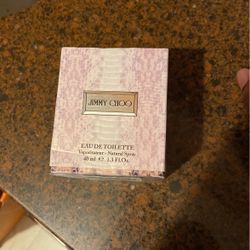 JIMMY CHOO
EAU DE TOILETTE
Vaporisateur - Natural Spray
40 ml ℮ 1.3 Fl.Oz.